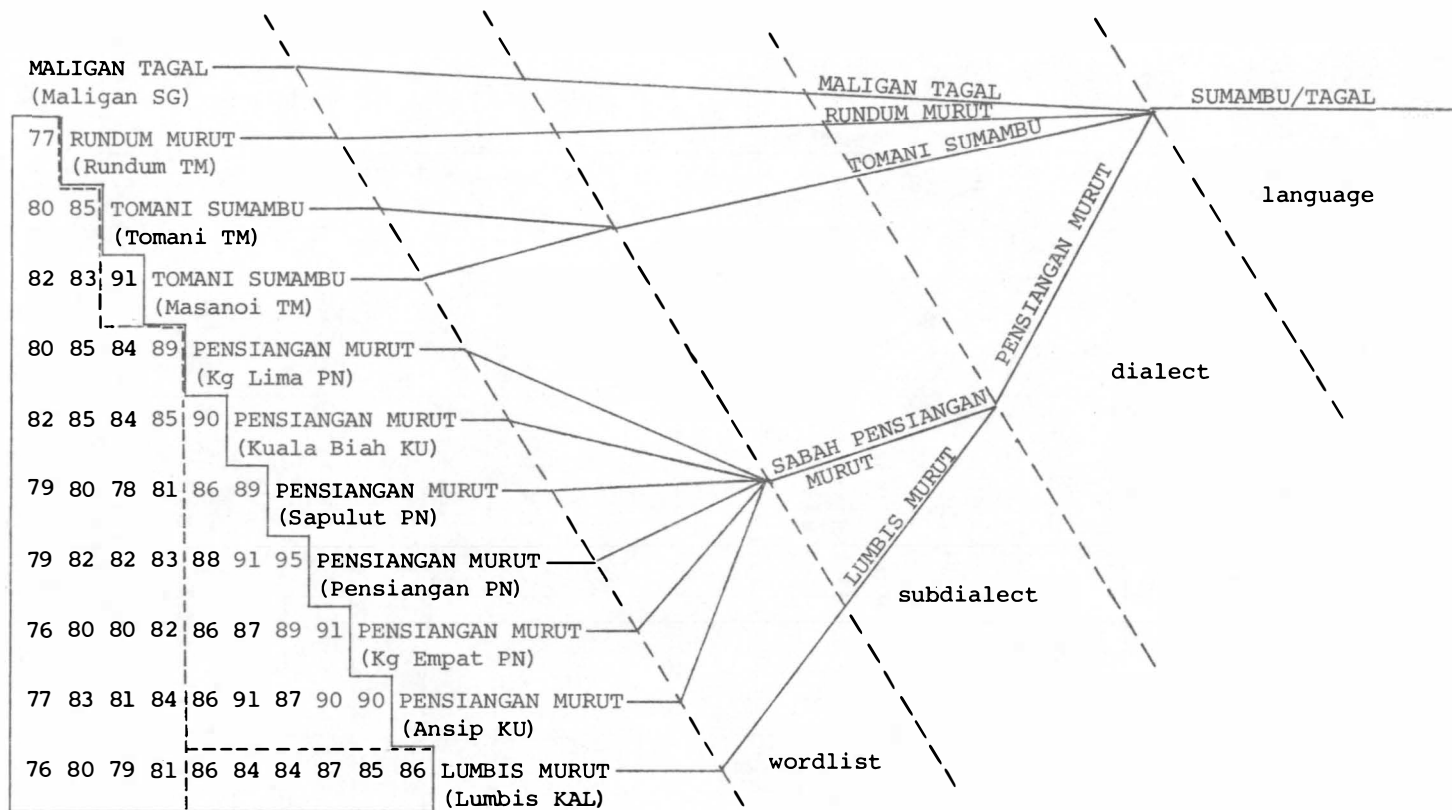 MALIGAN TAGAL
(Maligan SG)
77 RUNDUM MURUT
(Rundum TM)
80 85 TOMANI SUMAMBU
(Tomani TM)
82 83 91 TOMANI SUMAMBU
(Masanoi TM)
80 85 84 89 PENSIANGAN MURUT
(Kg Lima PN)
82 85 84 85 90 PENSIANGAN MURUT
(Kuala Biah KU)
79 80 78 81 86 89 PENSIANGAN MURUT
(Sapulut PN)
79 82 82 83 88 91 95 PENSIANGAN MURUT
(Pensiangan PN)
76 80 80 82 86 87 89 91 PENSIANGAN MURUT
(Kg Empat PN)
77 83 81 84 86 91 87 90 90 PENSIANGAN MURUT
(Ansip KU)
76 80 79 81 86 84 84 87 85 86 LUMBIS MURUT
(Lumbis KAL)
MALIGAN TAGAL
RUNDUM MURUT
TOMANI SUMAMBU
SUMAMBU/TAGAL
PENSIANGAN MURUT
SABAH PENSIANGAN
MURUT
LUMBIS MURUT
language
dialect
subdialect
wordlist